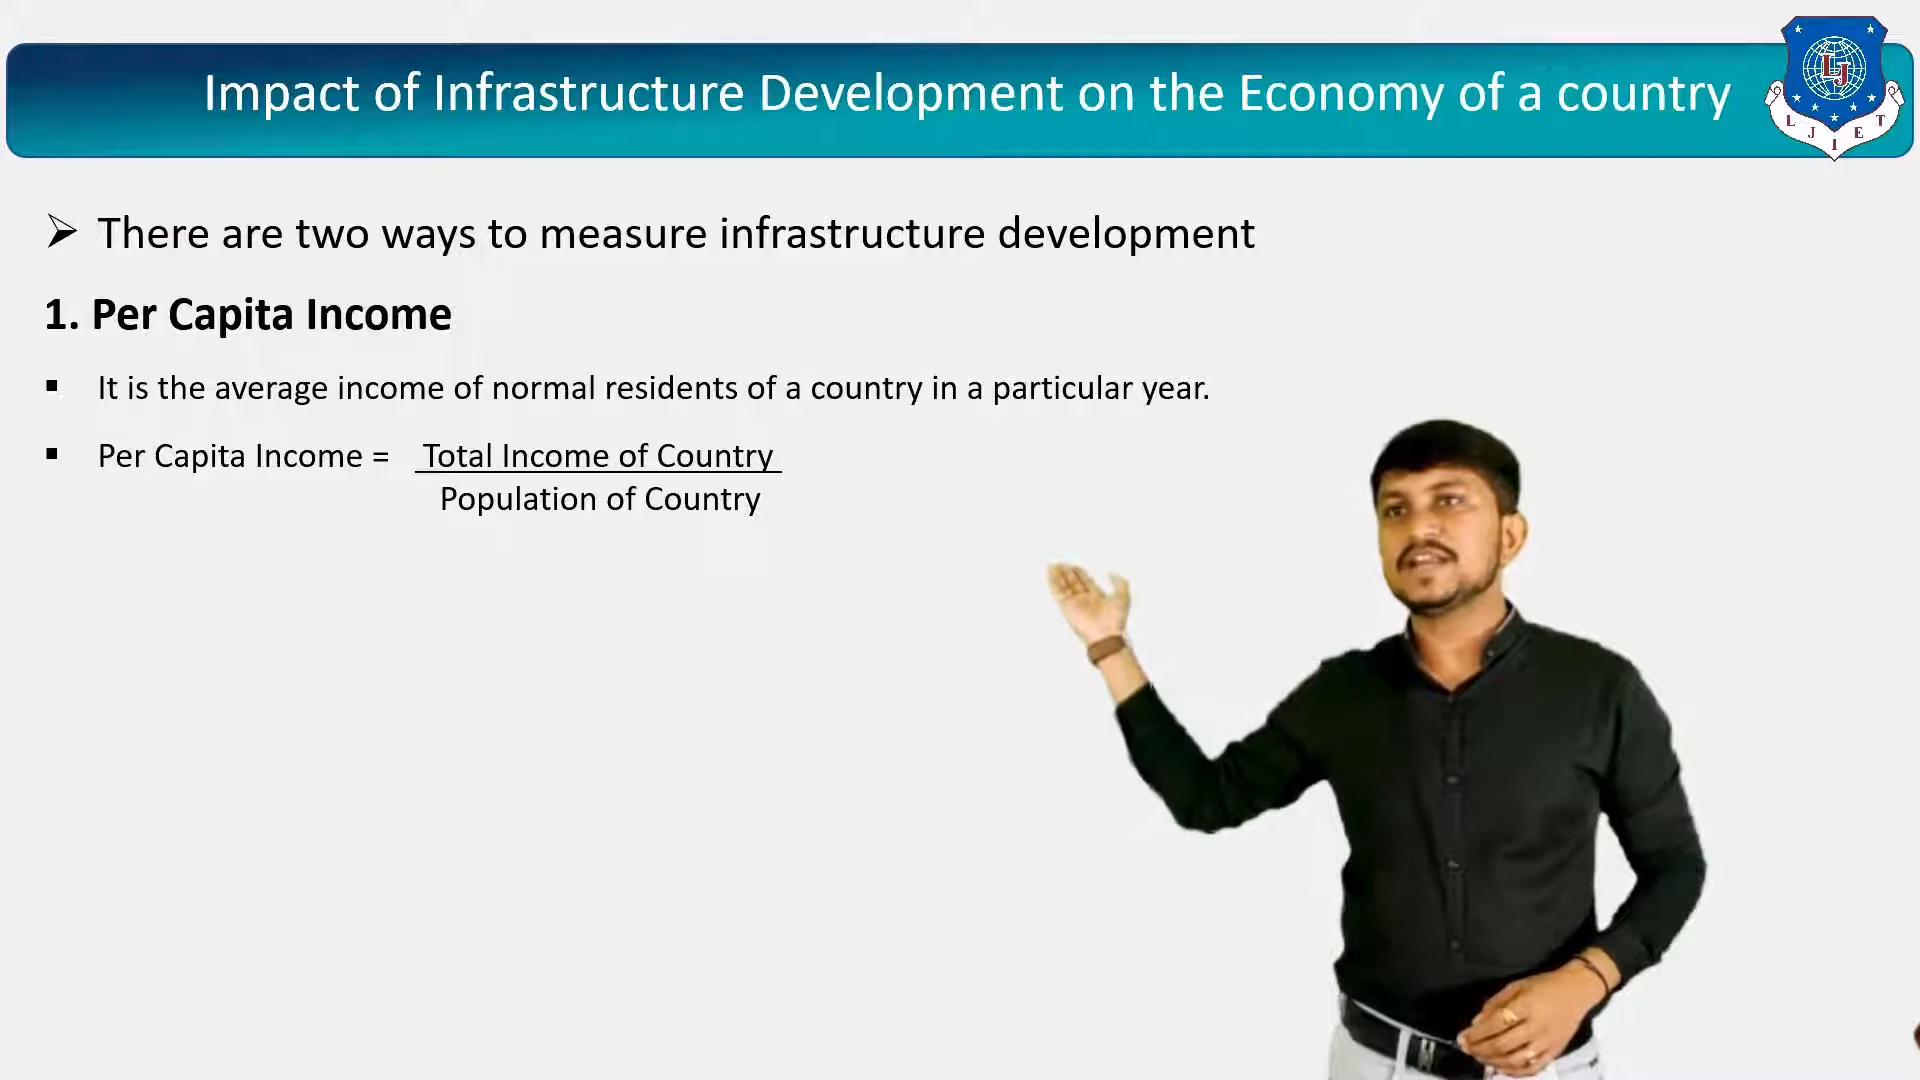 Impact of Infrastructure Development on the Economy of a country
LJ
L J I E T
There are two ways to measure infrastructure development
1. Per Capita Income
It is the average income of normal residents of a country in a particular year.
Per Capita Income = Total Income of Country
Population of Country